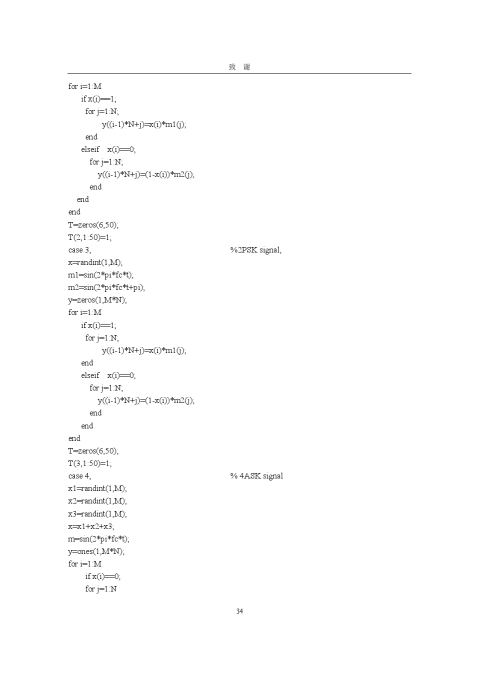 致 谢
for i=1:M
if x(i)==1;
for j=1:N;
y((i-1)*N+j)=x(i)*m1(j);
end
elseif x(i)==0;
for j=1:N;
y((i-1)*N+j)=(1-x(i))*m2(j);
end
end
end
T=zeros(6,50);
T(2,1:50)=1;
case 3, %2PSK signal,
x=randint(1,M);
m1=sin(2*pi*fc*t);
m2=sin(2*pi*fc*t+pi);
y=zeros(1,M*N);
for i=1:M
if x(i)==1;
for j=1:N;
y((i-1)*N+j)=x(i)*m1(j);
end
elseif x(i)==0;
for j=1:N;
y((i-1)*N+j)=(1-x(i))*m2(j);
end
end
end
T=zeros(6,50);
T(3,1:50)=1;
case 4, % 4ASK signal
x1=randint(1,M);
x2=randint(1,M);
x3=randint(1,M);
x=x1+x2+x3;
m=sin(2*pi*fc*t);
y=ones(1,M*N);
for i=1:M
if x(i)==0;
for j=1:N
34